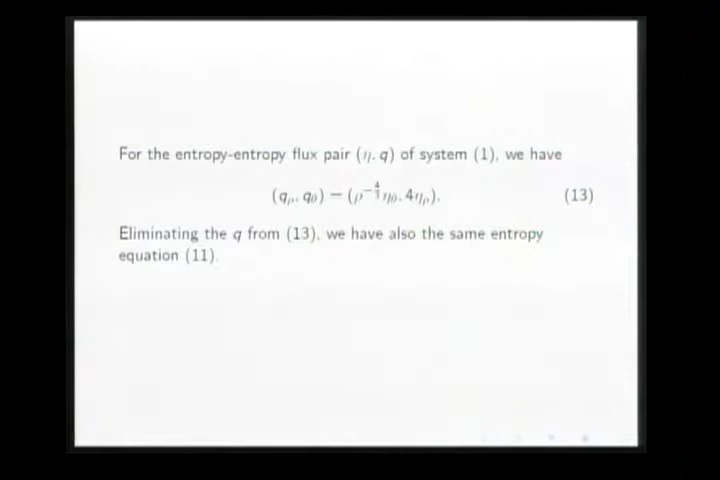 For the entropy-entropy flux pair (η, q) of system (1), we have
(q_ρ, q_θ) = (ρ^{-4/3} η_θ, 4η_ρ). (13)
Eliminating the q from (13), we have also the same entropy
equation (11).